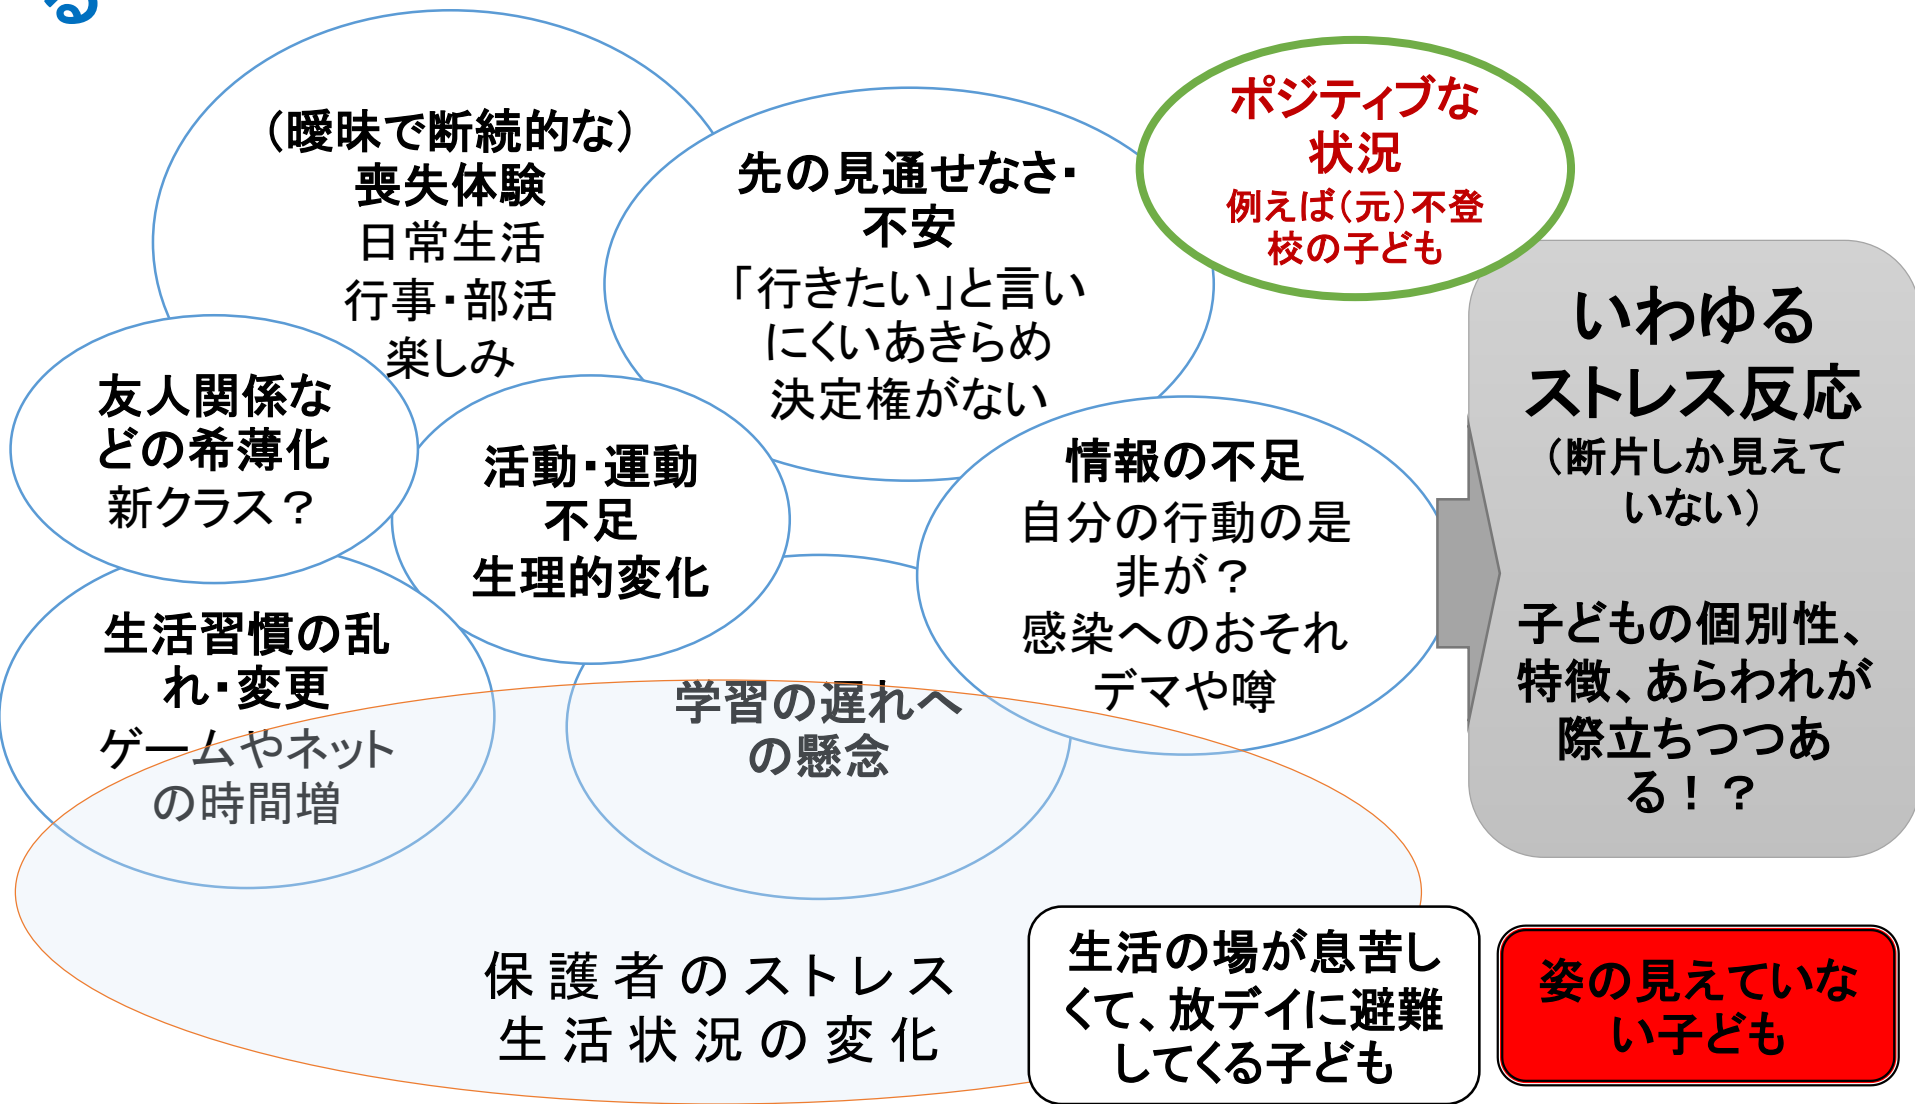 る
（曖昧で断続的な）
喪失体験
日常生活
行事・部活
楽しみ
先の見通せなさ・
不安
「行きたい」と言い
にくいあきらめ
決定権がない
ポジティブな
状況
例えば（元）不登
校の子ども
友人関係な
どの希薄化
新クラス？
活動・運動
不足
生理的変化
情報の不足
自分の行動の是
非が？
感染へのおそれ
デマや噂
生活習慣の乱
れ・変更
ゲームやネット
の時間増
学習の遅れへ
の懸念
いわゆる
ストレス反応
（断片しか見えて
いない）
子どもの個別性、
特徴、あらわれが
際立ちつつあ
る！？
保護者のストレス
生活状況の変化
生活の場が息苦し
くて、放デイに避難
してくる子ども
姿の見えていな
い子ども